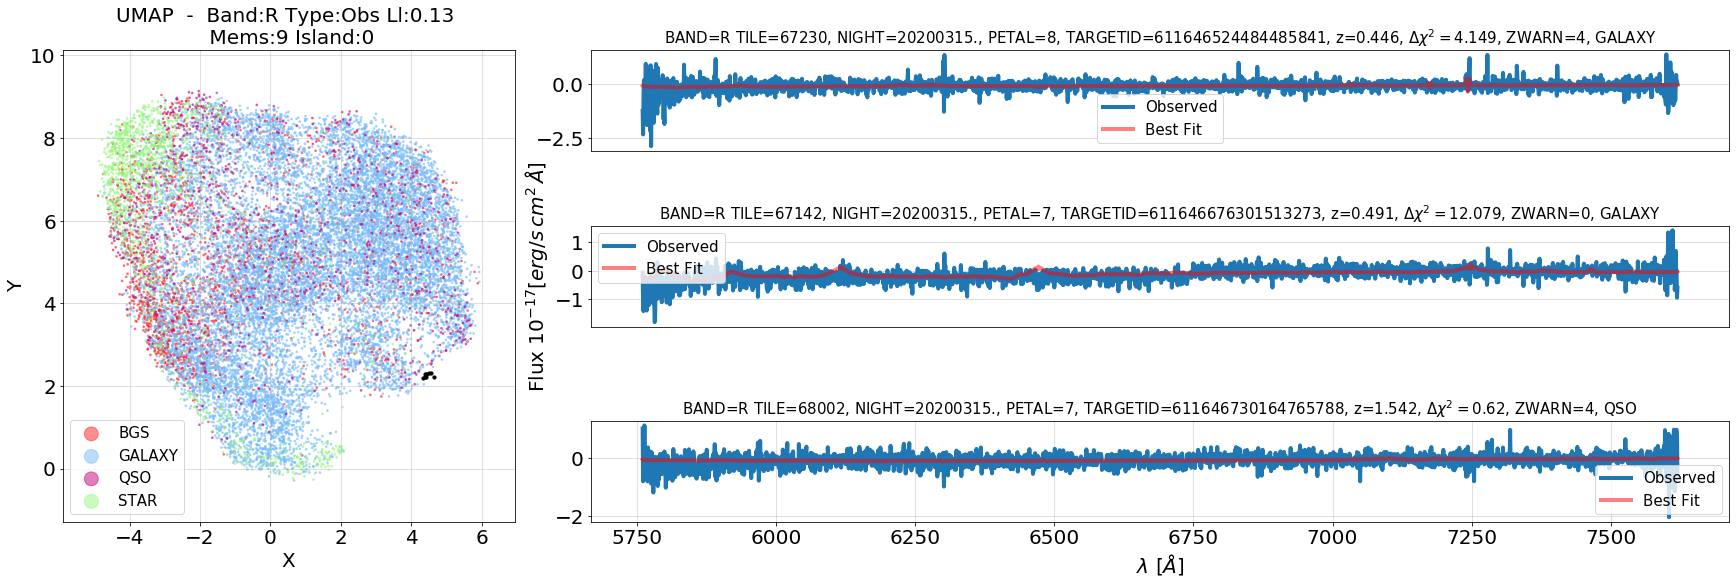 UMAP - Band:R Type:Obs Ll:0.13
Mems:9 Island:0
10
8
6
4
2
0
Y
BGS
GALAXY
QSO
STAR
−4 −2 0 2 4 6
X
Flux 10⁻¹⁷[erg/s cm² Å]
BAND=R TILE=67230, NIGHT=20200315., PETAL=8, TARGETID=611646524484485841, z=0.446, Δχ² = 4.149, ZWARN=4, GALAXY
0.0
−2.5
Observed
Best Fit
BAND=R TILE=67142, NIGHT=20200315., PETAL=7, TARGETID=611646676301513273, z=0.491, Δχ² = 12.079, ZWARN=0, GALAXY
1
0
−1
Observed
Best Fit
BAND=R TILE=68002, NIGHT=20200315., PETAL=7, TARGETID=611646730164765788, z=1.542, Δχ² = 0.62, ZWARN=4, QSO
0
−2
Observed
Best Fit
5750 6000 6250 6500 6750 7000 7250 7500
λ [Å]